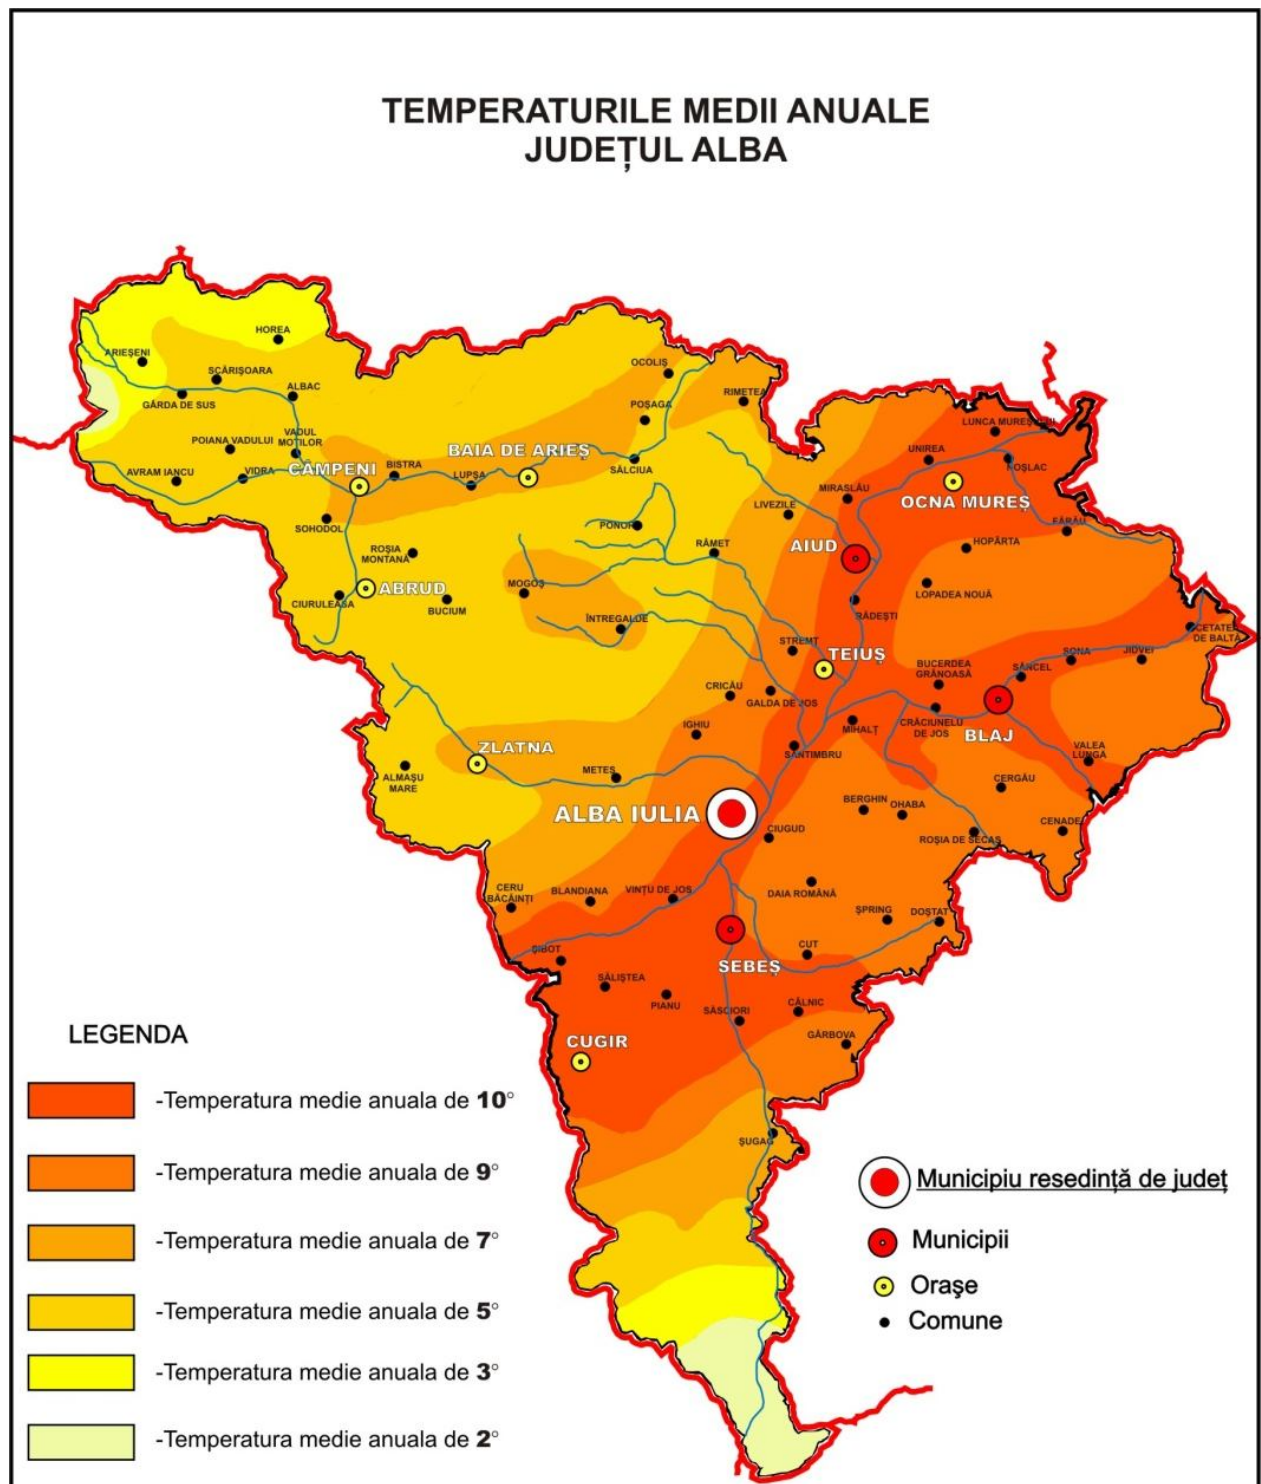 TEMPERATURILE MEDII ANUALE
JUDEȚUL ALBA
HOREA
ARIEȘENI
SCĂRIȘOARA
ALBAC
GÂRDA DE SUS
OCOLIȘ
RIMETEA
POȘAGA
LUNCA MUREȘULUI
VADUL
MOȚILOR
POIANA VADULUI
BAIA DE ARIEȘ
UNIREA
AVRAM IANCU
VIDRA
CÂMPENI
BISTRA
LUPȘA
SĂLCIUA
NOȘLAC
MIRASLĂU
OCNA MUREȘ
LIVEZILE
SOHODOL
PONOR
FĂRĂU
ROȘIA
MONTANĂ
RÂMEȚ
AIUD
HOPÂRTA
ABRUD
MOGOȘ
LOPADEA NOUĂ
CIURULEASA
BUCIUM
RĂDEȘTI
ÎNTREGALDE
CETATEA
DE BALTĂ
STREMȚ
TEIUȘ
ȘONA
JIDVEI
BUCERDEA
GRÂNOASĂ
SÂNCEL
CRICĂU
GALDA DE JOS
IGHIU
MIHALȚ
CRĂCIUNELU
DE JOS
BLAJ
ZLATNA
SÂNTIMBRU
VALEA
LUNGA
ALMAȘU
MARE
METEȘ
CERGĂU
BERGHIN
OHABA
ALBA IULIA
CIUGUD
ROȘIA DE SECAȘ
CENADE
CERU
BĂCĂINȚI
BLANDIANA
VINȚU DE JOS
DAIA ROMÂNĂ
ȘPRING
DOȘTAT
ȘIBOT
CUT
SEBEȘ
SĂLIȘTEA
PIANU
SĂSCIORI
CÂLNIC
GÂRBOVA
CUGIR
ȘUGAG
LEGENDA
-Temperatura medie anuala de 10°
-Temperatura medie anuala de 9°
-Temperatura medie anuala de 7°
-Temperatura medie anuala de 5°
-Temperatura medie anuala de 3°
-Temperatura medie anuala de 2°
Municipiu resedință de județ
Municipii
Orașe
Comune